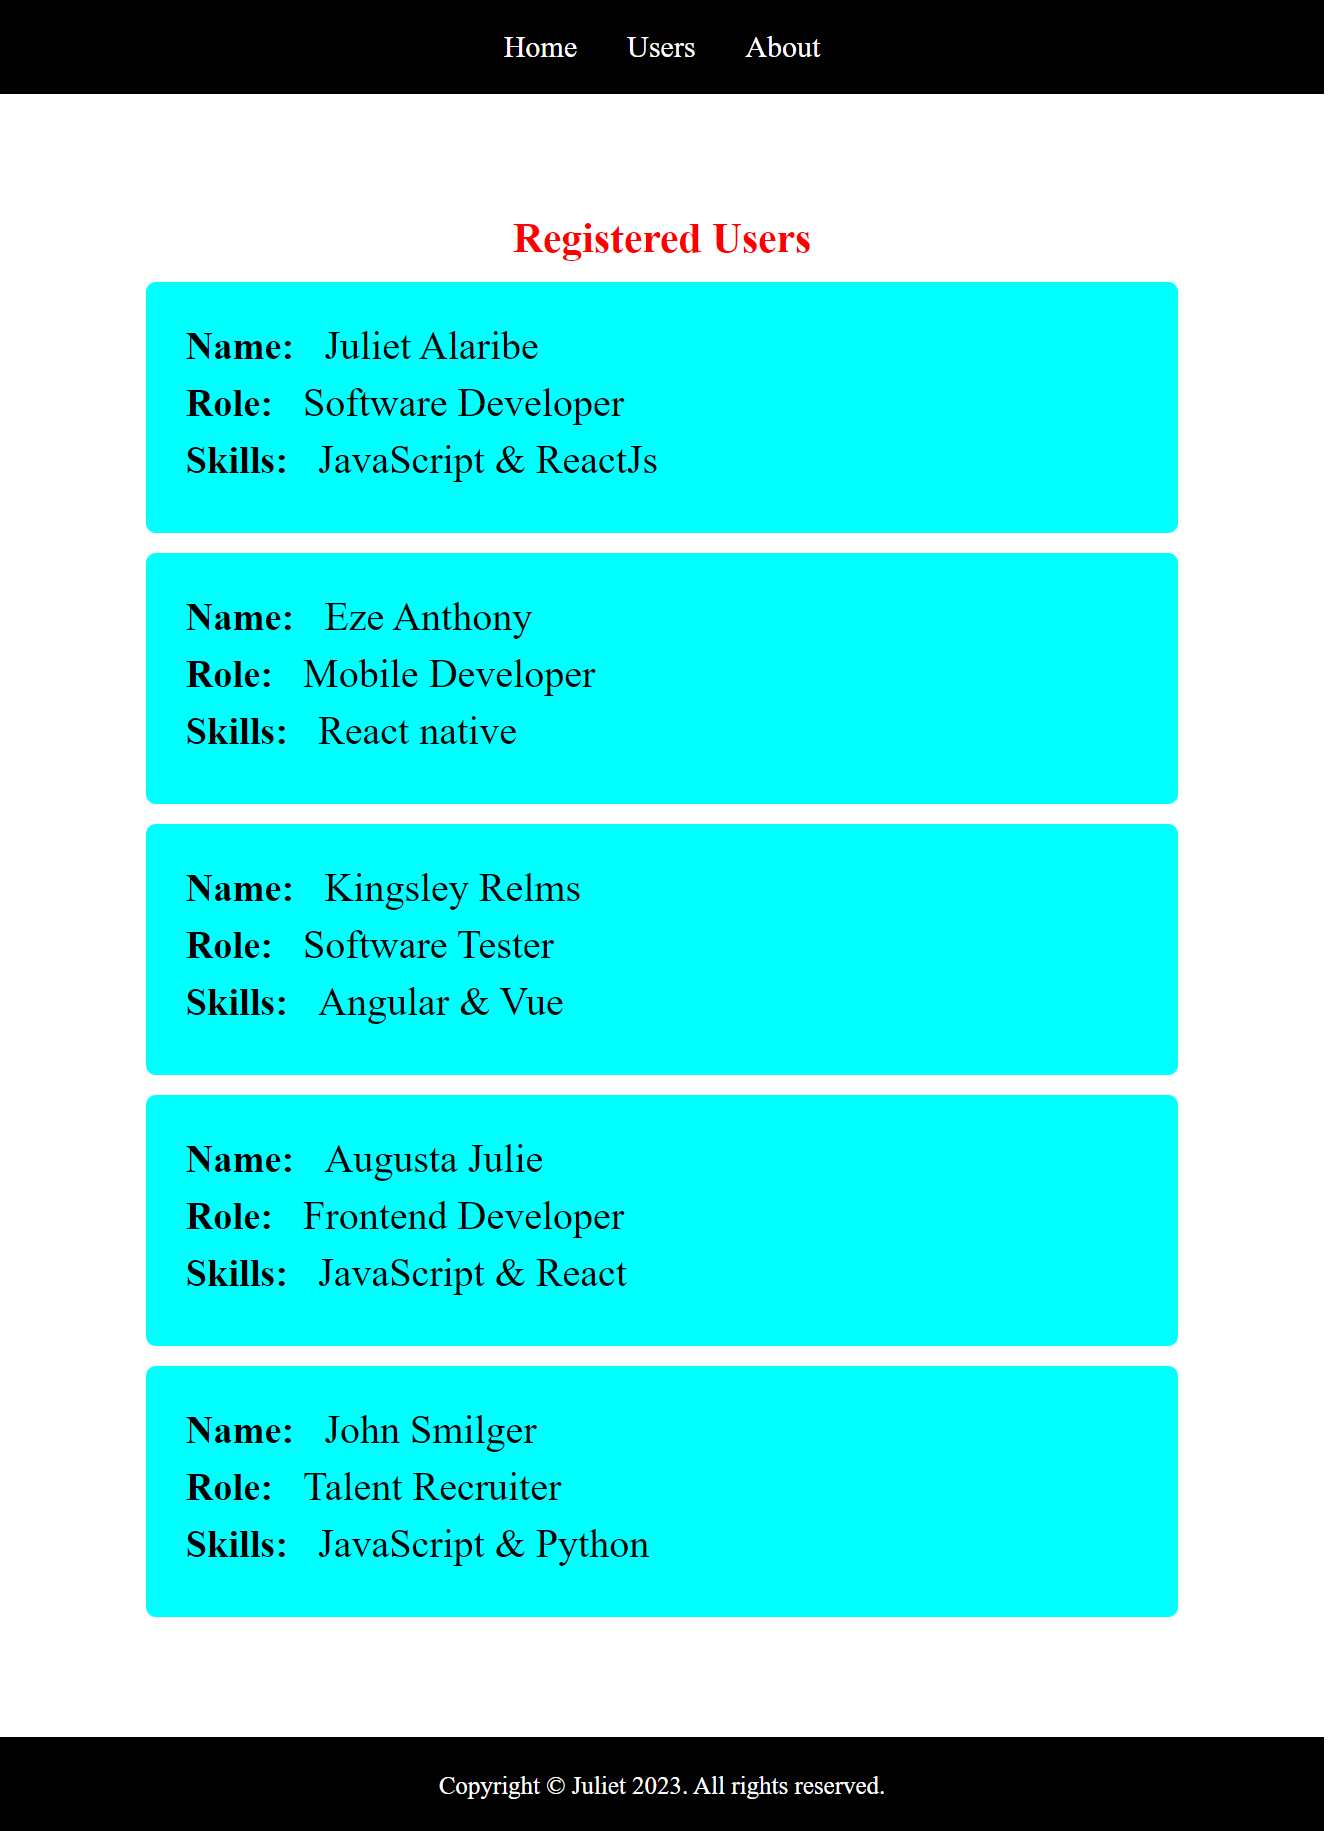 Home Users About
Registered Users
Name: Juliet Alaribe
Role: Software Developer
Skills: JavaScript & ReactJs
Name: Eze Anthony
Role: Mobile Developer
Skills: React native
Name: Kingsley Relms
Role: Software Tester
Skills: Angular & Vue
Name: Augusta Julie
Role: Frontend Developer
Skills: JavaScript & React
Name: John Smilger
Role: Talent Recruiter
Skills: JavaScript & Python
Copyright © Juliet 2023. All rights reserved.